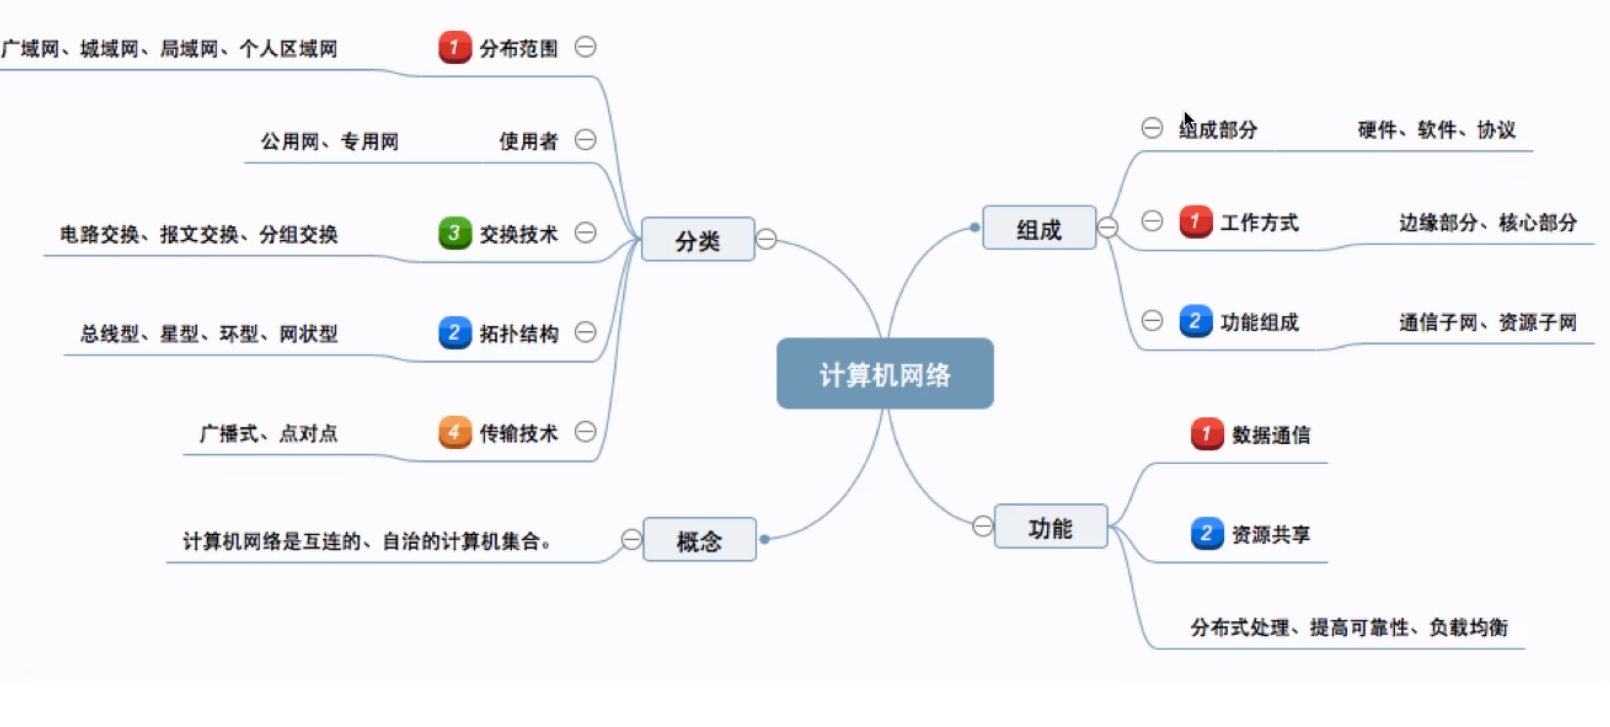 计算机网络
分类
1 分布范围
广域网、城域网、局域网、个人区域网
使用者
公用网、专用网
3 交换技术
电路交换、报文交换、分组交换
2 拓扑结构
总线型、星型、环型、网状型
4 传输技术
广播式、点对点
概念
计算机网络是互连的、自治的计算机集合。
组成
组成部分
硬件、软件、协议
1 工作方式
边缘部分、核心部分
2 功能组成
通信子网、资源子网
功能
1 数据通信
2 资源共享
分布式处理、提高可靠性、负载均衡